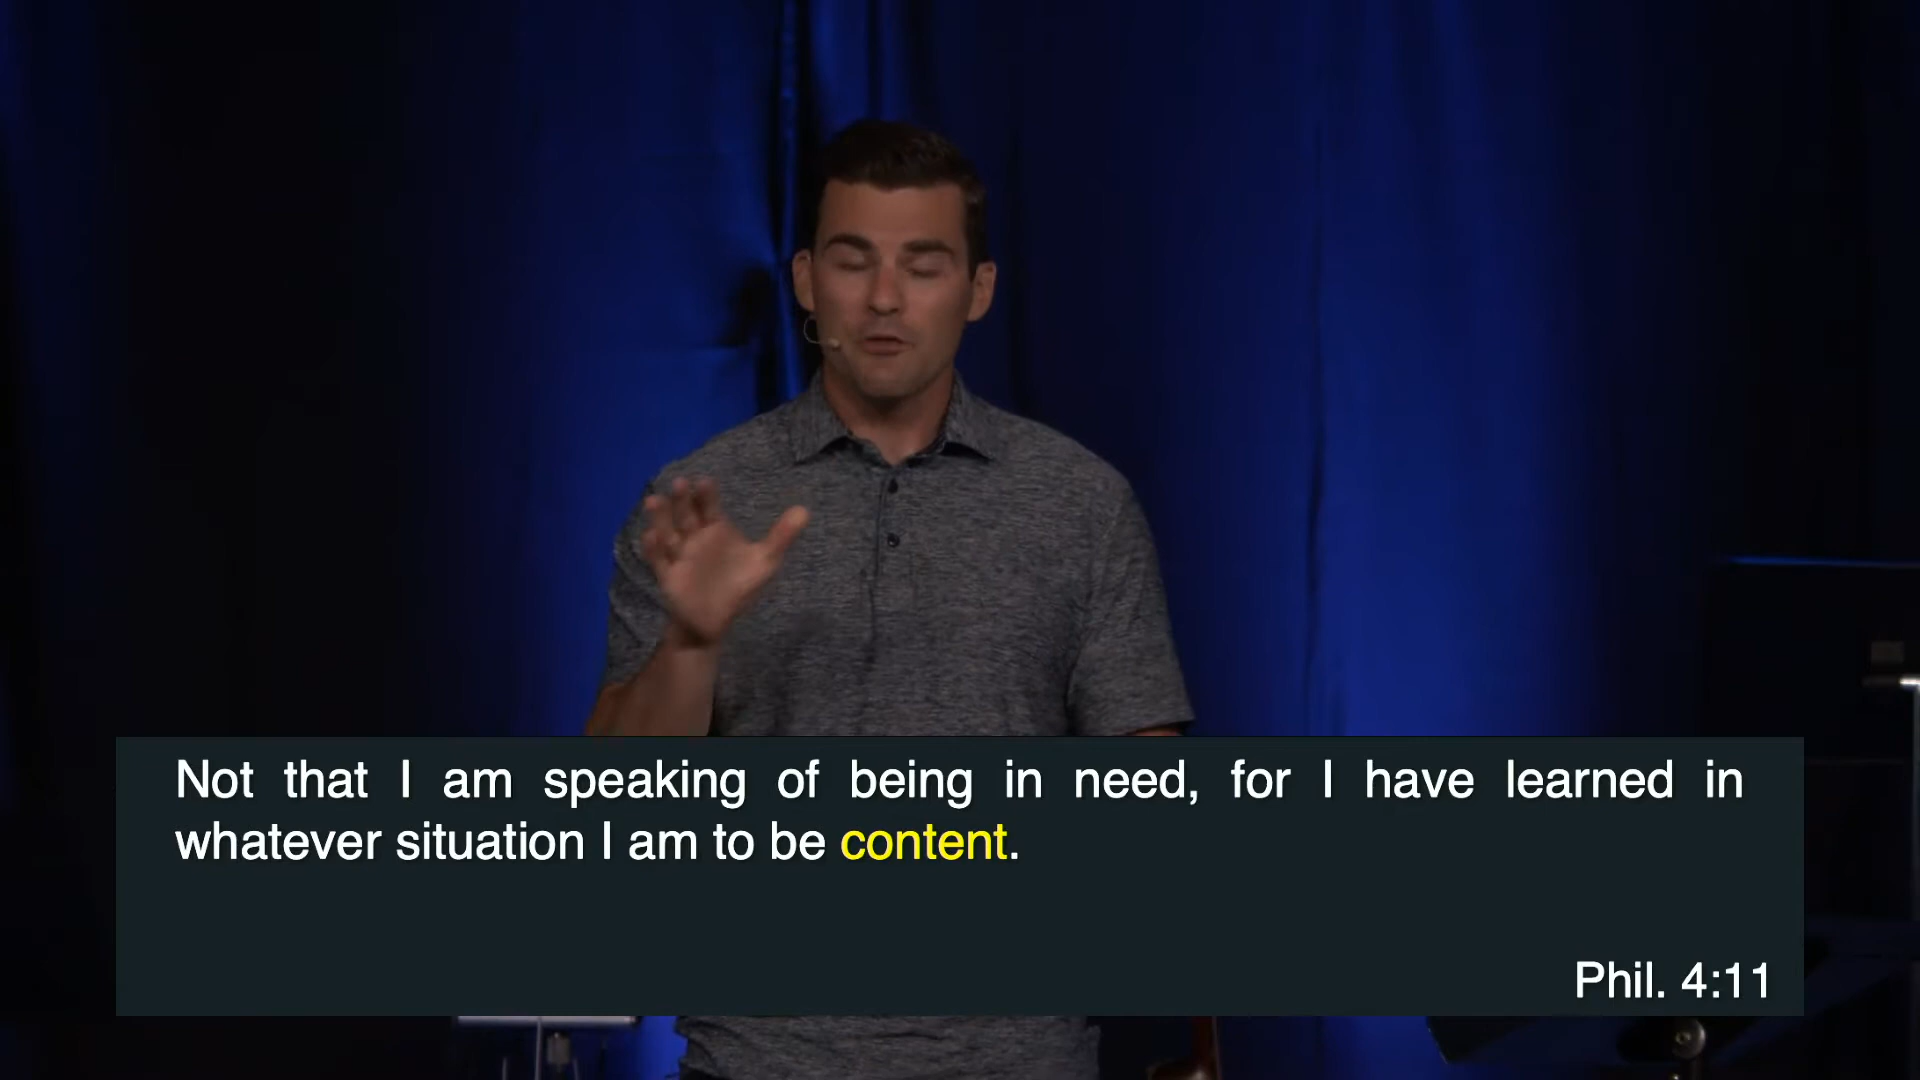 Not that I am speaking of being in need, for I have learned in
whatever situation I am to be content.
Phil. 4:11